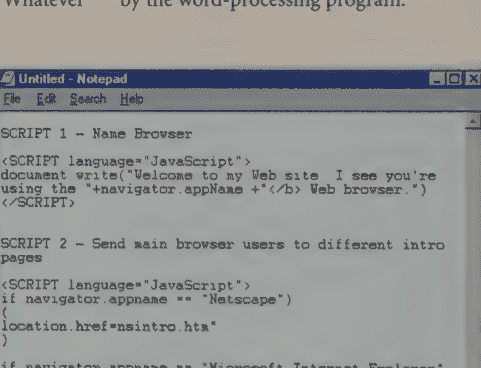 "Whatever by the word-processing program.
Untitled - Notepad
File Edit Search Help
SCRIPT 1 - Name Browser
<SCRIPT language="JavaScript">
document write("Welcome to my Web site I see you're
using the "+navigator.appName +"</b> Web browser.")
</SCRIPT>
SCRIPT 2 - Send main browser users to different intro
pages
<SCRIPT language="JavaScript">
if navigator.appname == "Netscape")
(
location.href=nsintro.htm"
)
if navigator appname == "Microsoft Internet Explorer"